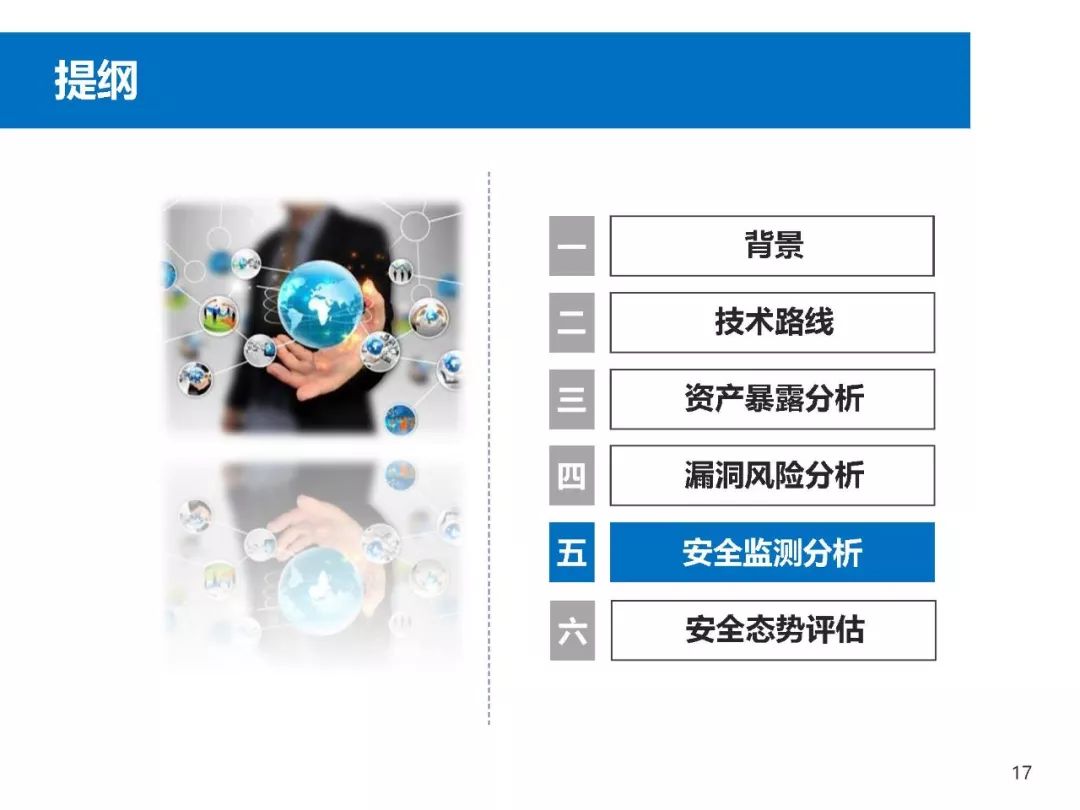 提纲
一 背景
二 技术路线
三 资产暴露分析
四 漏洞风险分析
五 安全监测分析
六 安全态势评估
17